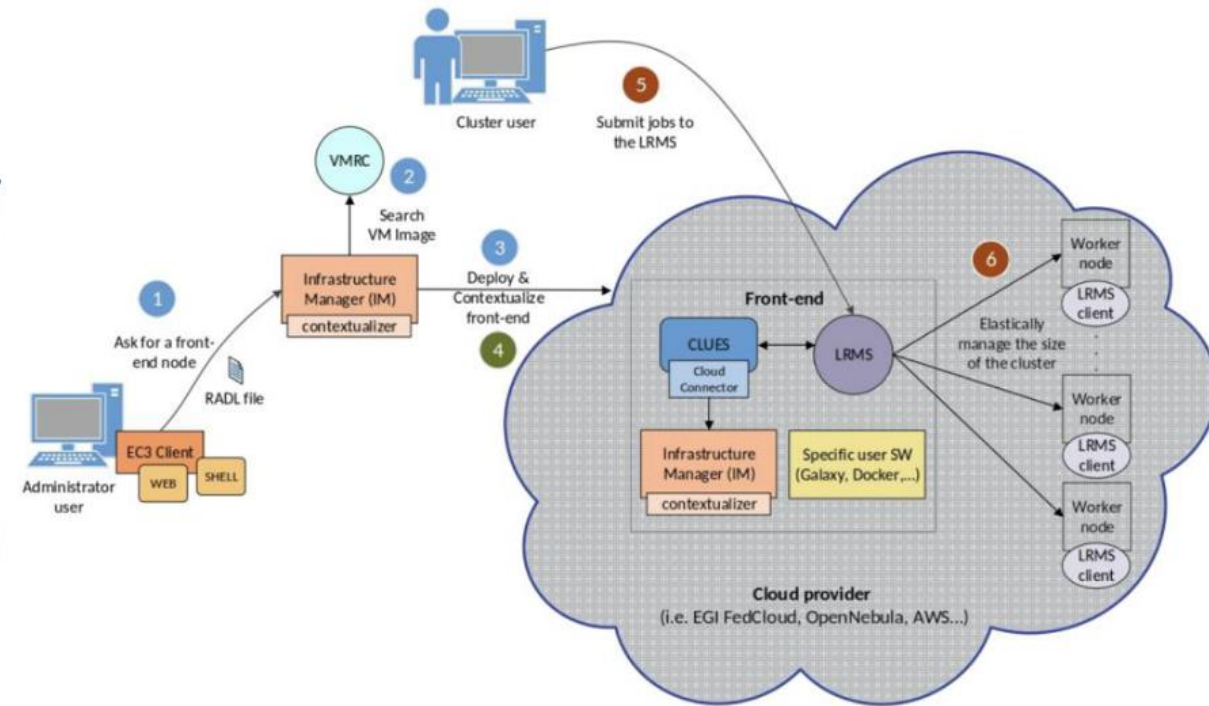 Cluster user
5
Submit jobs to
the LRMS
VMRC
2
Search
VM Image
1
Ask for a front-
end node
RADL file
Infrastructure
Manager (IM)
contextualizer
3
Deploy &
Contextualize
front-end
4
EC3 Client
WEB
SHELL
Administrator
user
Front-end
CLUES
Cloud
Connector
LRMS
Infrastructure
Manager (IM)
contextualizer
Specific user SW
(Galaxy, Docker,...)
6
Elastically
manage the size
of the cluster
Worker
node
LRMS
client
.
.
.
Worker
node
LRMS
client
Worker
node
LRMS
client
Cloud provider
(i.e. EGI FedCloud, OpenNebula, AWS...)